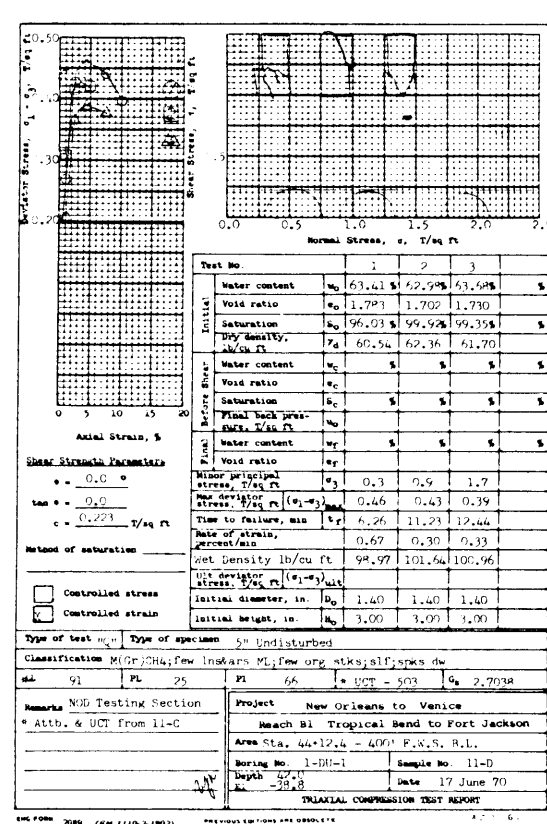 0.50
.40
.30
0.20
Deviator Stress, σ1 - σ3, T/sq ft
0 5 10 15 20
Axial Strain, %
Shear Stress, τ, T/sq ft
.5
0.0 0.5 1.0 1.5 2.0 2.
Normal Stress, σ, T/sq ft
Shear Strength Parameters
φ = 0.0 °
tan φ = 0.0
c = 0.223 T/sq ft
Method of saturation
Controlled stress
Controlled strain
Test No. 1 2 3
Initial
Water content wo 63.41 % 62.98% 63.68% %
Void ratio eo 1.783 1.702 1.730
Saturation So 96.03 % 99.92% 99.35% %
Dry density, lb/cu ft γd 60.54 62.36 61.70
Before Shear
Water content wc % % % %
Void ratio ec
Saturation Sc % % % %
Final back pressure, T/sq ft uo
Final
Water content wf % % % %
Void ratio ef
Minor principal stress, T/sq ft σ3 0.3 0.9 1.7
Max deviator stress, T/sq ft (σ1-σ3)max 0.46 0.43 0.39
Time to failure, min tf 6.26 11.23 12.44
Rate of strain, percent/min 0.67 0.30 0.33
Wet Density lb/cu ft 98.97 101.64 100.96
Ult deviator stress, T/sq ft (σ1-σ3)ult
Initial diameter, in. Do 1.40 1.40 1.40
Initial height, in. Ho 3.00 3.00 3.00
Type of test "Q" Type of specimen 5" Undisturbed
Classification M(Gr)CH4;few lns&ars ML;few org stks;slf;spks dw
LL 91 PL 25 PI 66 * UCT - 503 Gs 2.7038
Remarks NOD Testing Section
* Attb. & UCT from 11-C
Project New Orleans to Venice
Reach B1 Tropical Bend to Fort Jackson
Area Sta. 44+12.4 - 400' F.W.S. B.L.
Boring No. 1-DU-1 Sample No. 11-D
Depth 42.0
El -38.8 Date 17 June 70
TRIAXIAL COMPRESSION TEST REPORT
ENG FORM 2089 PREVIOUS EDITIONS ARE OBSOLETE